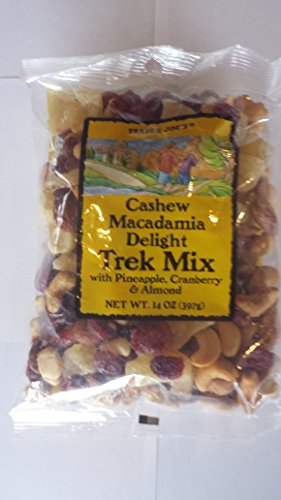 TRADER JOE'S
Cashew
Macadamia
Delight
Trek Mix
with Pineapple, Cranberry
& Almond
NET WT. 14 OZ (397g)